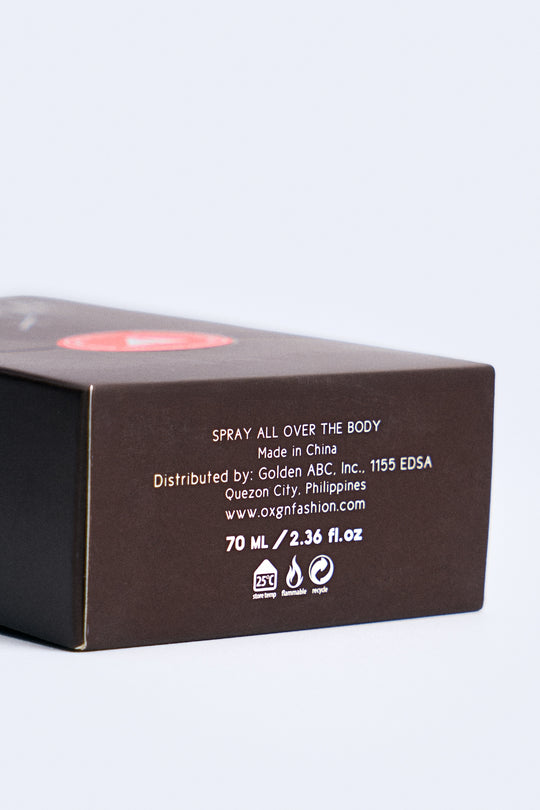 SPRAY ALL OVER THE BODY
Made in China
Distributed by: Golden ABC, Inc., 1155 EDSA
Quezon City, Philippines
www.oxgnfashion.com
70 ML / 2.36 fl.oz
25°C
store temp flammable recycle